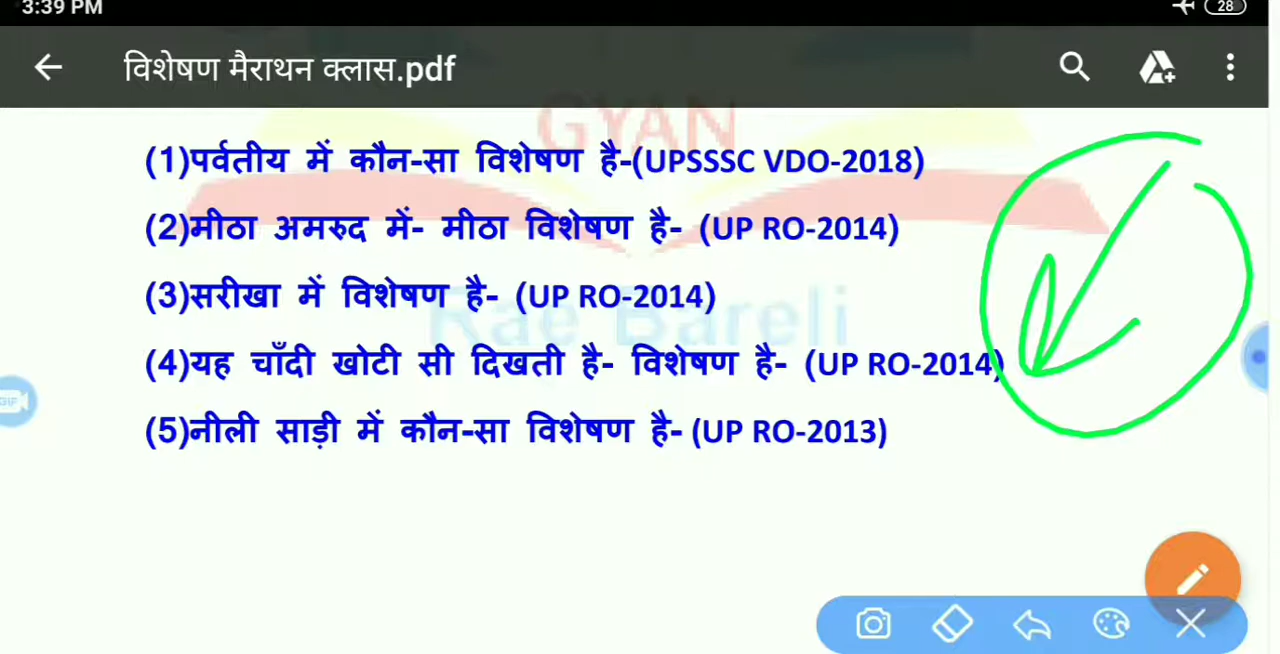 3:39 PM
28
विशेषण मैराथन क्लास.pdf
GYAN
(1)पर्वतीय में कौन-सा विशेषण है-(UPSSSC VDO-2018)
(2)मीठा अमरुद में- मीठा विशेषण है- (UP RO-2014)
(3)सरीखा में विशेषण है- (UP RO-2014)
Rae Bareli
(4)यह चाँदी खोटी सी दिखती है- विशेषण है- (UP RO-2014)
GIF
(5)नीली साड़ी में कौन-सा विशेषण है- (UP RO-2013)